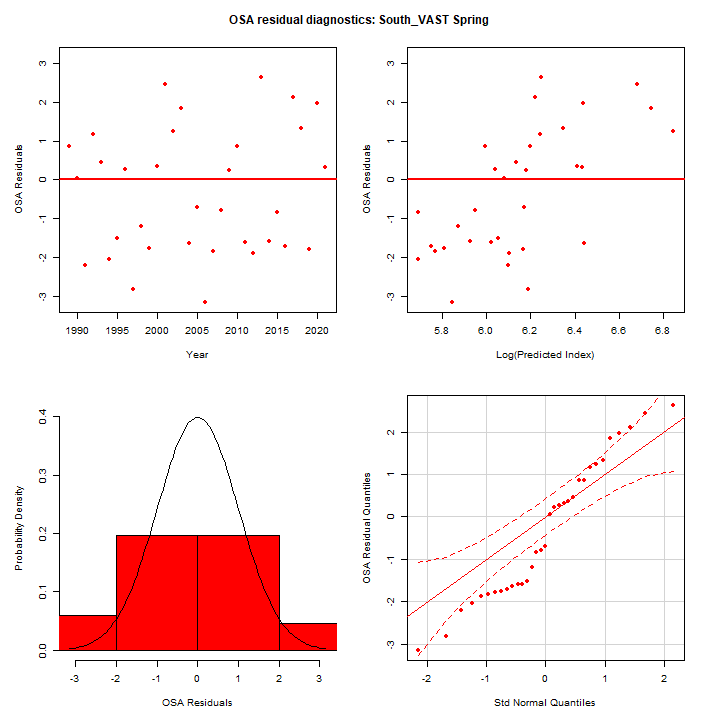 OSA residual diagnostics: South_VAST Spring
3
2
1
0
-1
-2
-3
OSA Residuals
1990 1995 2000 2005 2010 2015 2020
Year
3
2
1
0
-1
-2
-3
OSA Residuals
5.8 6.0 6.2 6.4 6.6 6.8
Log(Predicted Index)
0.4
0.3
0.2
0.1
0.0
Probability Density
-3 -2 -1 0 1 2 3
OSA Residuals
2
1
0
-1
-2
-3
OSA Residual Quantiles
-2 -1 0 1 2
Std Normal Quantiles